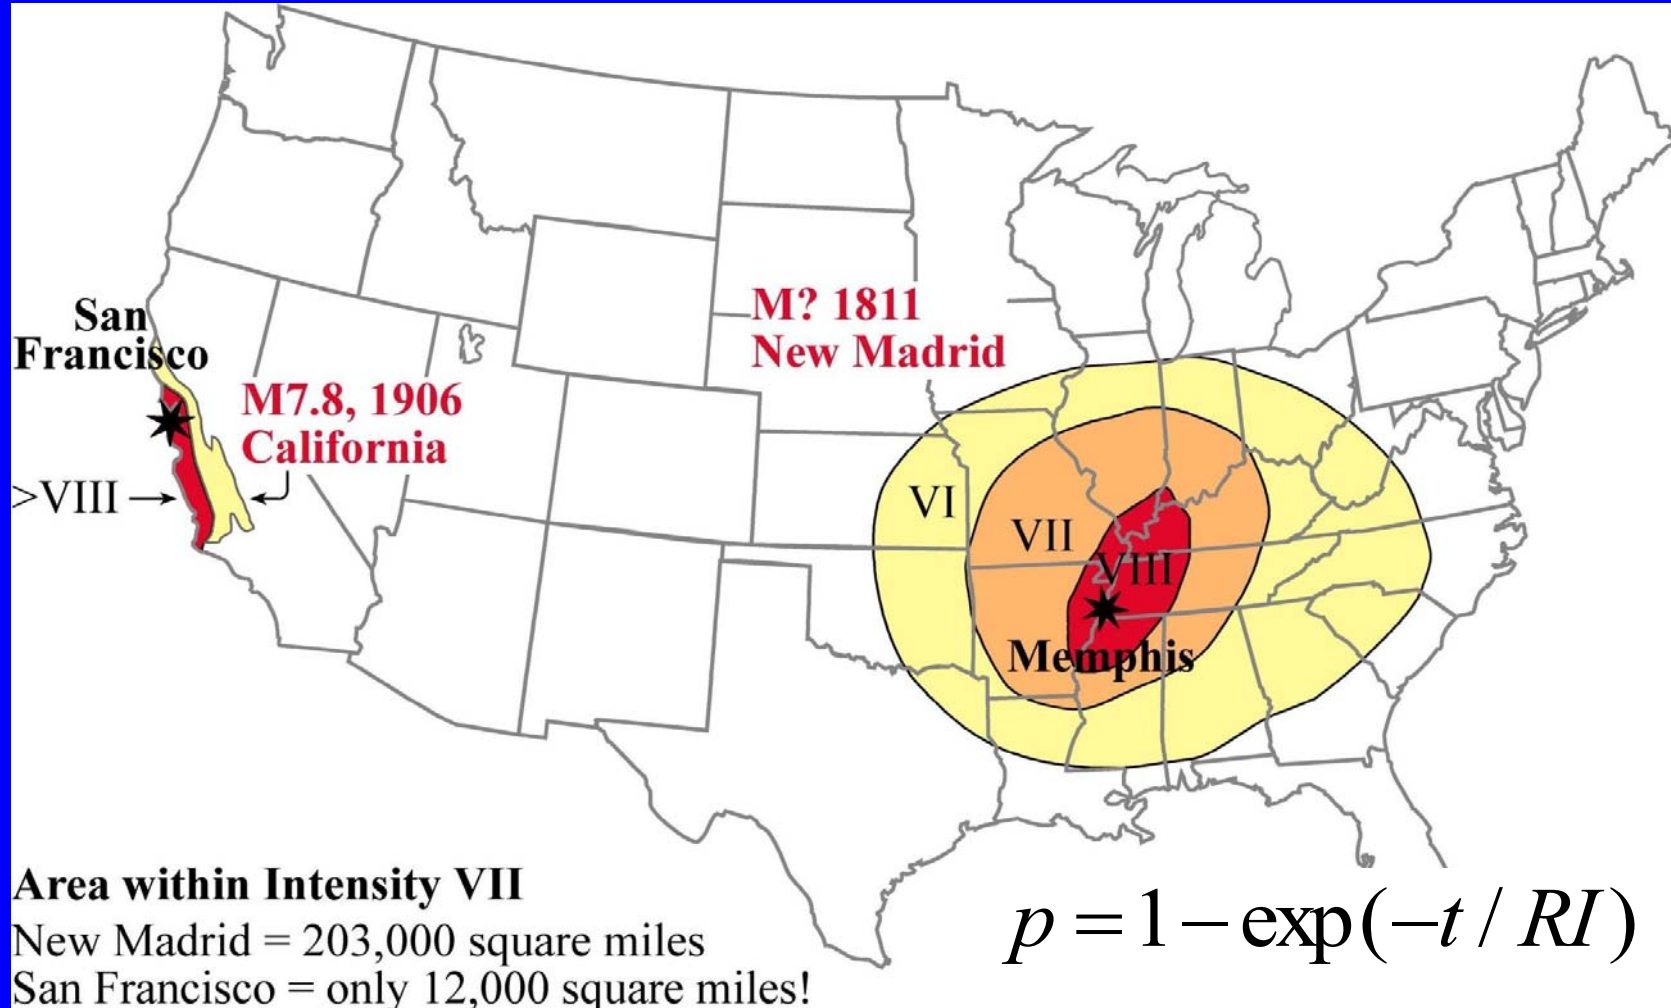 San
Francisco
M? 1811
New Madrid
M7.8, 1906
California
>VIII
VI
VII
VIII
Memphis
Area within Intensity VII
New Madrid = 203,000 square miles
San Francisco = only 12,000 square miles!
p = 1 − exp(−t / RI)